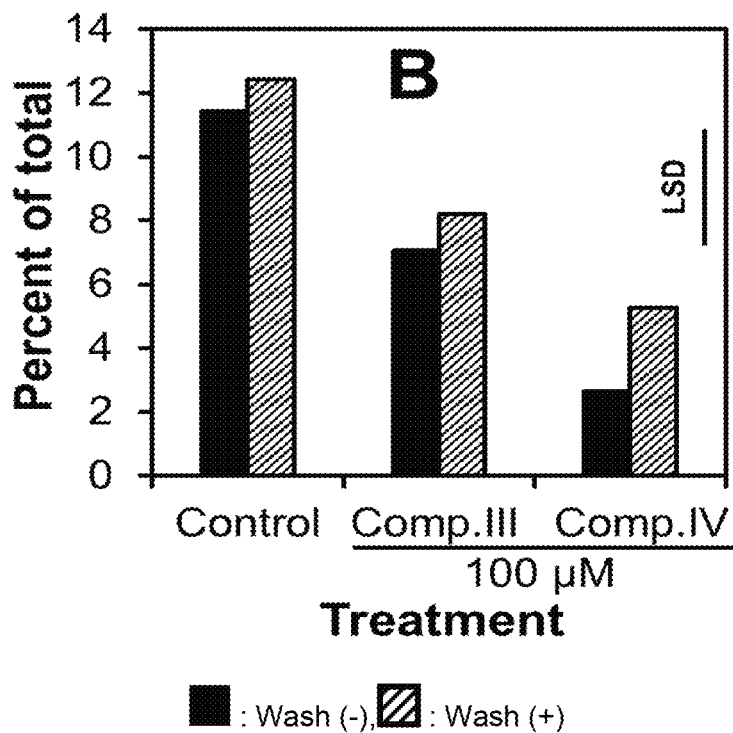 B
Percent of total
14
12
10
8
6
4
2
0
LSD
Control Comp.III Comp.IV
100 µM
Treatment
: Wash (-), : Wash (+)